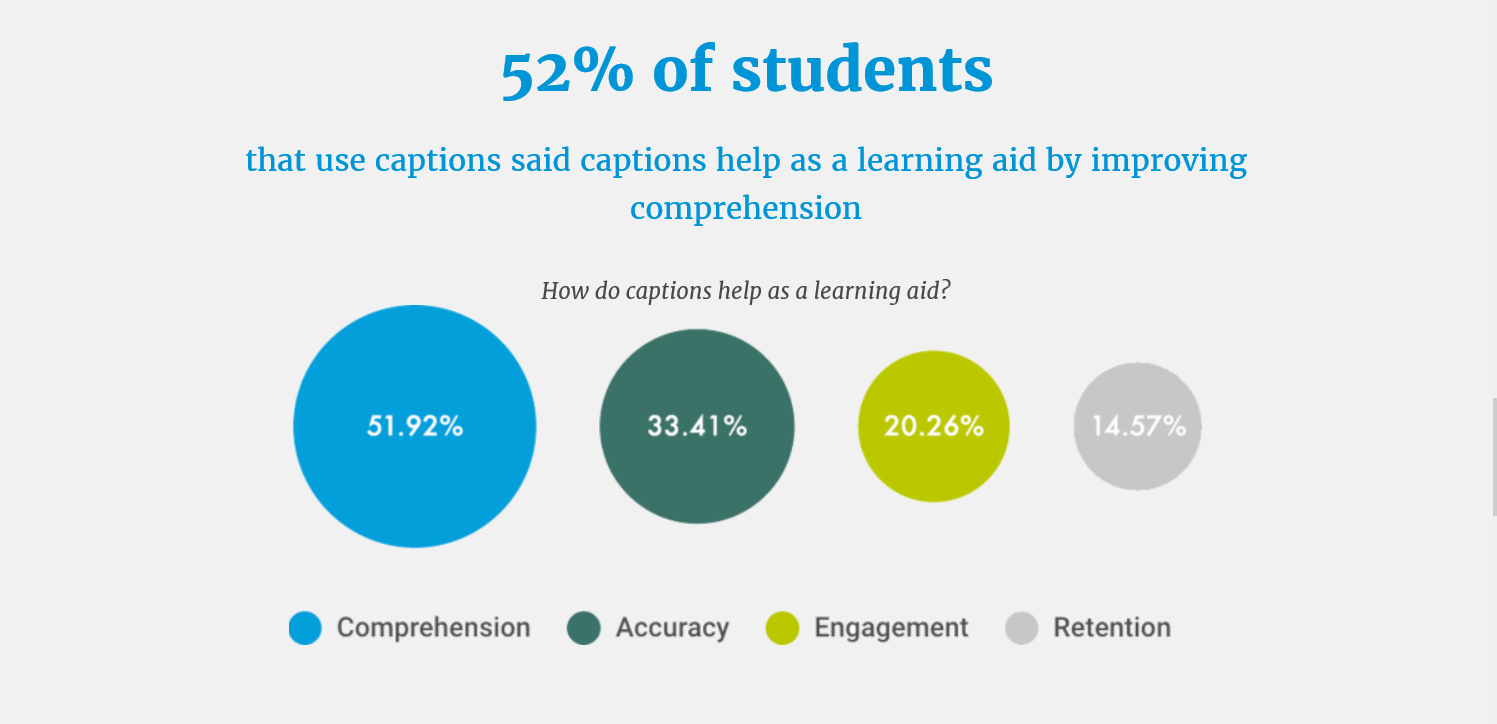 52% of students
that use captions said captions help as a learning aid by improving
comprehension
How do captions help as a learning aid?
51.92% 33.41% 20.26% 14.57%
Comprehension Accuracy Engagement Retention